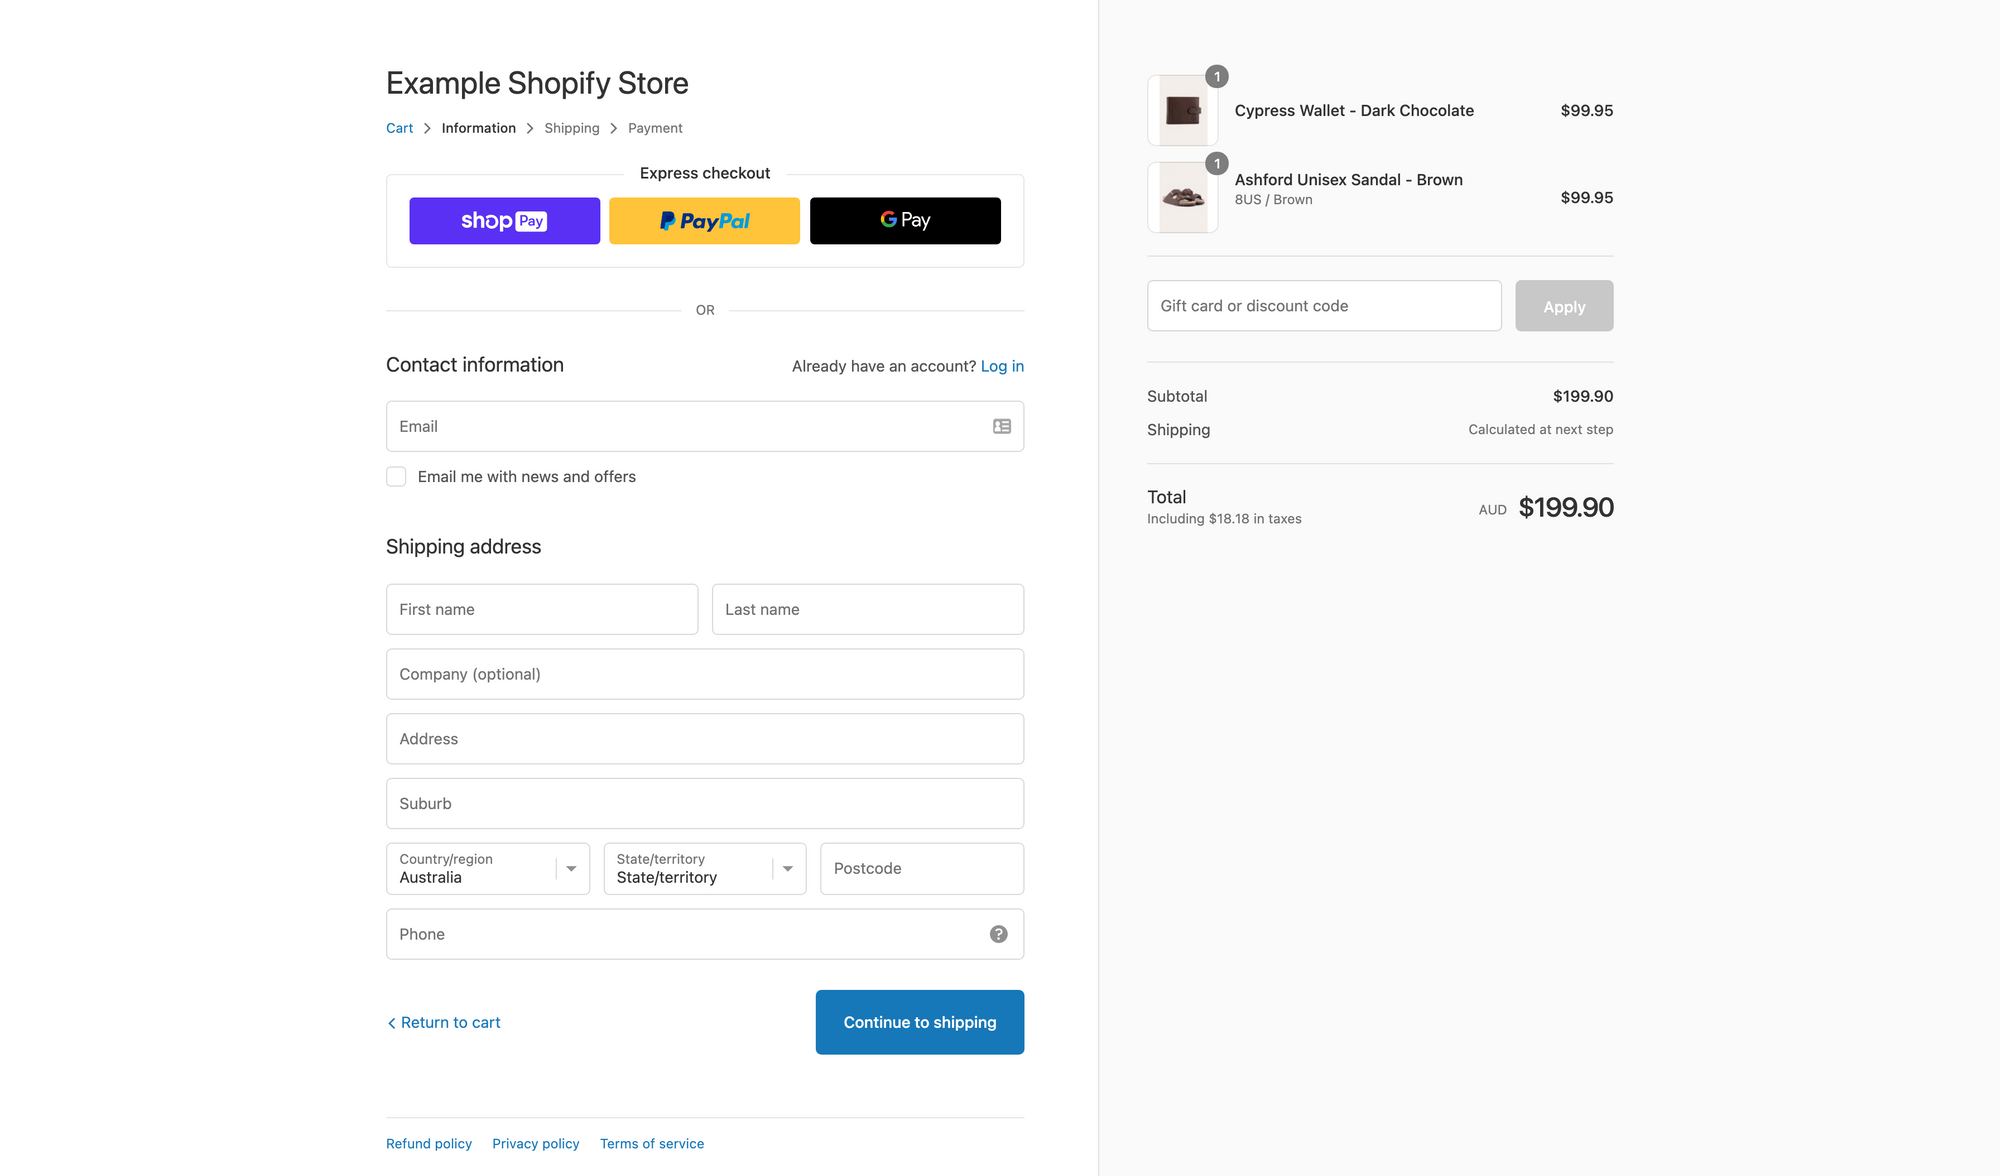 Example Shopify Store
Cart > Information > Shipping > Payment
Express checkout
shop Pay
PayPal
G Pay
OR
Contact information
Already have an account? Log in
Email
Email me with news and offers
Shipping address
First name
Last name
Company (optional)
Address
Suburb
Country/region
Australia
State/territory
State/territory
Postcode
Phone
?
< Return to cart
Continue to shipping
Refund policy
Privacy policy
Terms of service
1
Cypress Wallet - Dark Chocolate
$99.95
1
Ashford Unisex Sandal - Brown
8US / Brown
$99.95
Gift card or discount code
Apply
Subtotal
$199.90
Shipping
Calculated at next step
Total
Including $18.18 in taxes
AUD $199.90